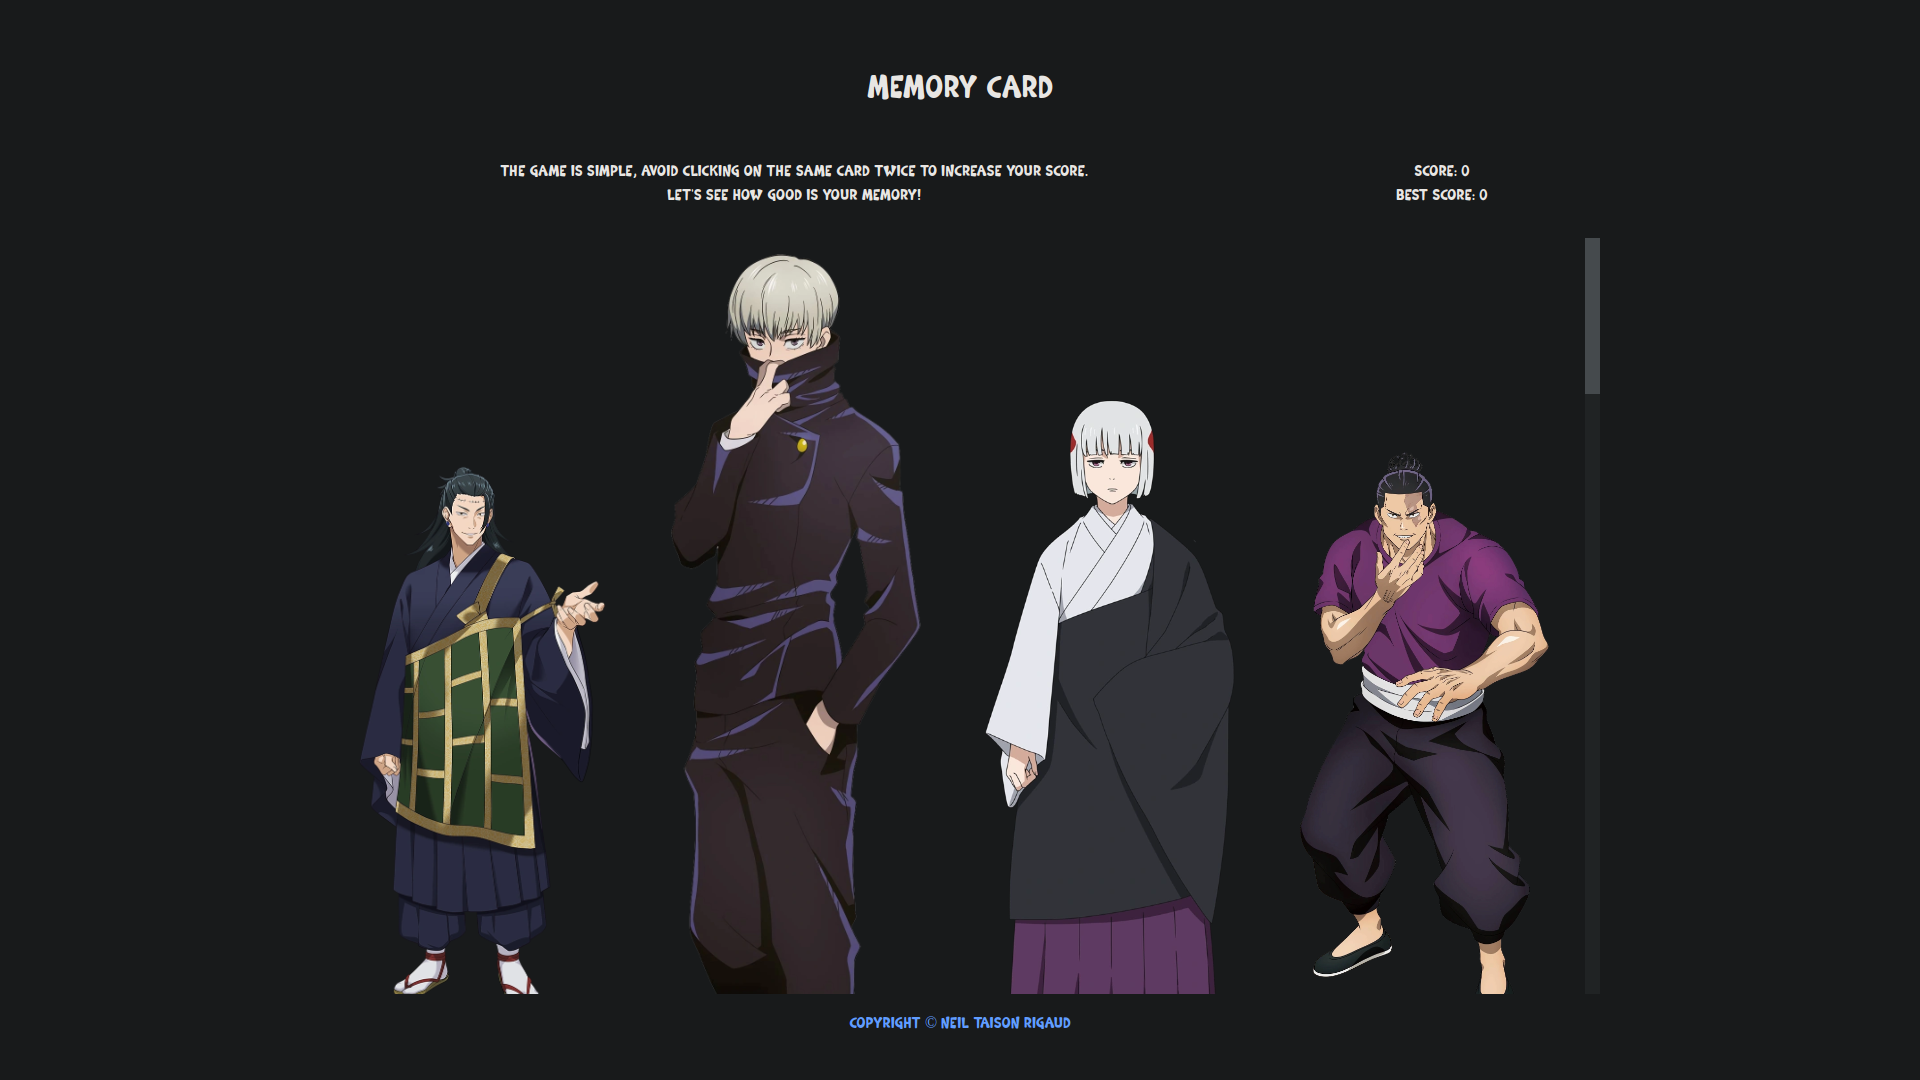 MEMORY CARD
THE GAME IS SIMPLE, AVOID CLICKING ON THE SAME CARD TWICE TO INCREASE YOUR SCORE.
LET'S SEE HOW GOOD IS YOUR MEMORY!
SCORE: 0
BEST SCORE: 0
COPYRIGHT © NEIL TAISON RIGAUD